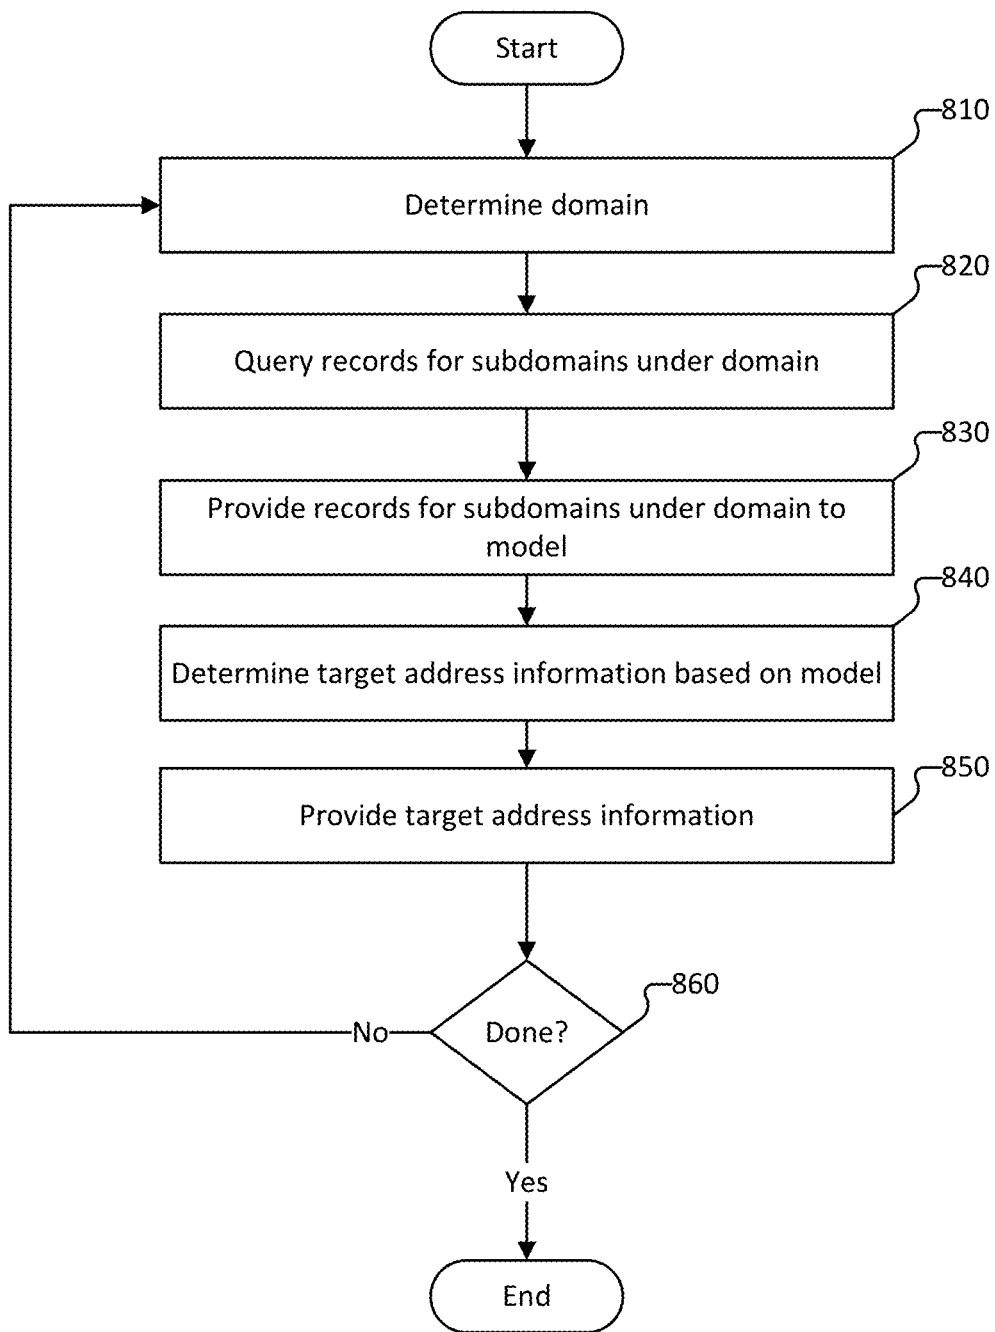 Start
810
Determine domain
820
Query records for subdomains under domain
830
Provide records for subdomains under domain to
model
840
Determine target address information based on model
850
Provide target address information
860
Done?
No
Yes
End